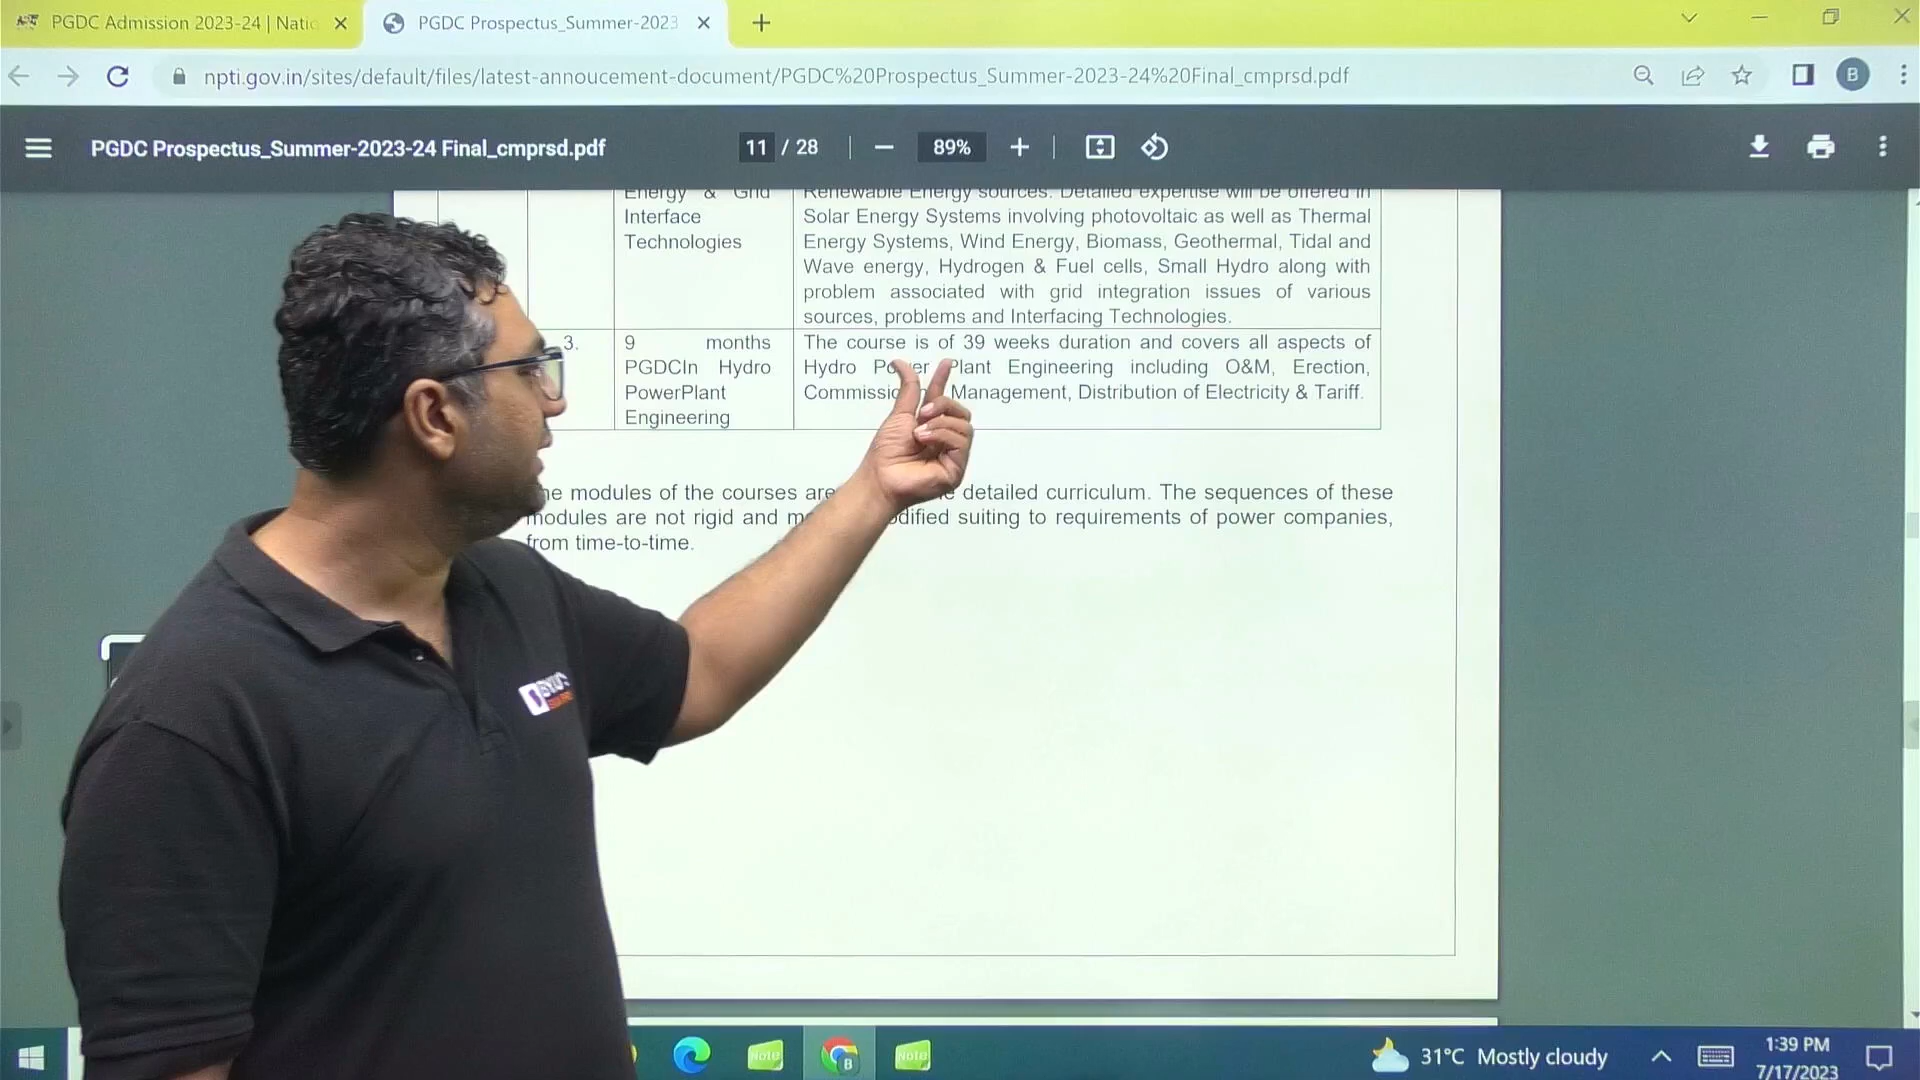 PGDC Admission 2023-24 | Natio
PGDC Prospectus_Summer-2023
npti.gov.in/sites/default/files/latest-annoucement-document/PGDC%20Prospectus_Summer-2023-24%20Final_cmprsd.pdf
B
PGDC Prospectus_Summer-2023-24 Final_cmprsd.pdf
11 / 28
89%
Energy & Grid
Interface
Technologies
Renewable Energy sources. Detailed expertise will be offered in
Solar Energy Systems involving photovoltaic as well as Thermal
Energy Systems, Wind Energy, Biomass, Geothermal, Tidal and
Wave energy, Hydrogen & Fuel cells, Small Hydro along with
problem associated with grid integration issues of various
sources, problems and Interfacing Technologies.
3.
9 months
PGDCIn Hydro
PowerPlant
Engineering
The course is of 39 weeks duration and covers all aspects of
Hydro Plant Engineering including O&M, Erection,
Management, Distribution of Electricity & Tariff.
modules of the courses are detailed curriculum. The sequences of these
modules are not rigid and suiting to requirements of power companies,
from time-to-time.
Note
B
Note
31°C Mostly cloudy
1:39 PM
7/17/2023